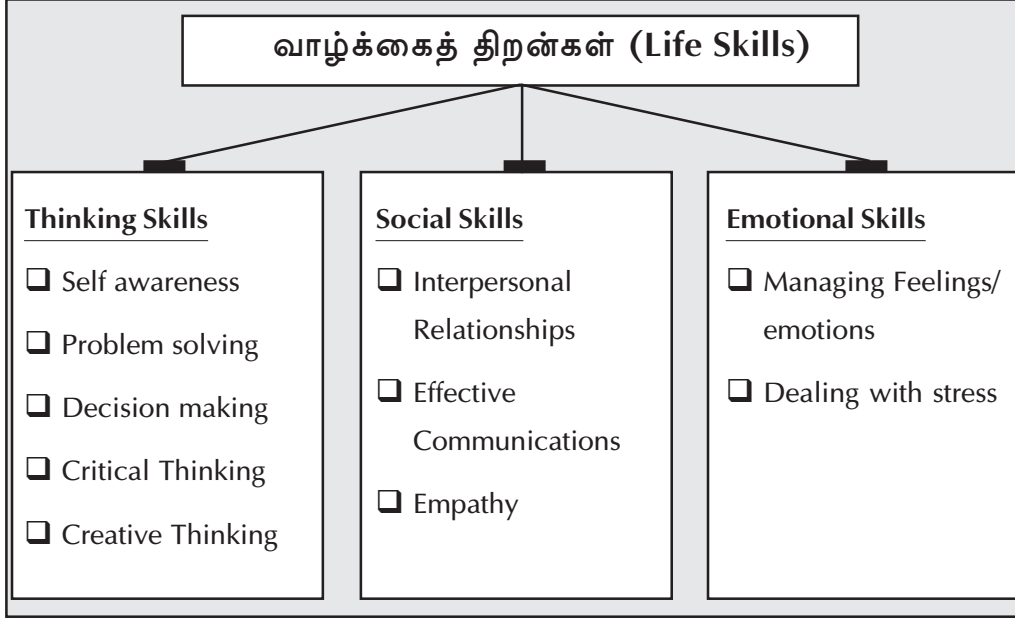 வாழ்க்கைத் திறன்கள் (Life Skills)
Thinking Skills
Self awareness
Problem solving
Decision making
Critical Thinking
Creative Thinking
Social Skills
Interpersonal
Relationships
Effective
Communications
Empathy
Emotional Skills
Managing Feelings/
emotions
Dealing with stress